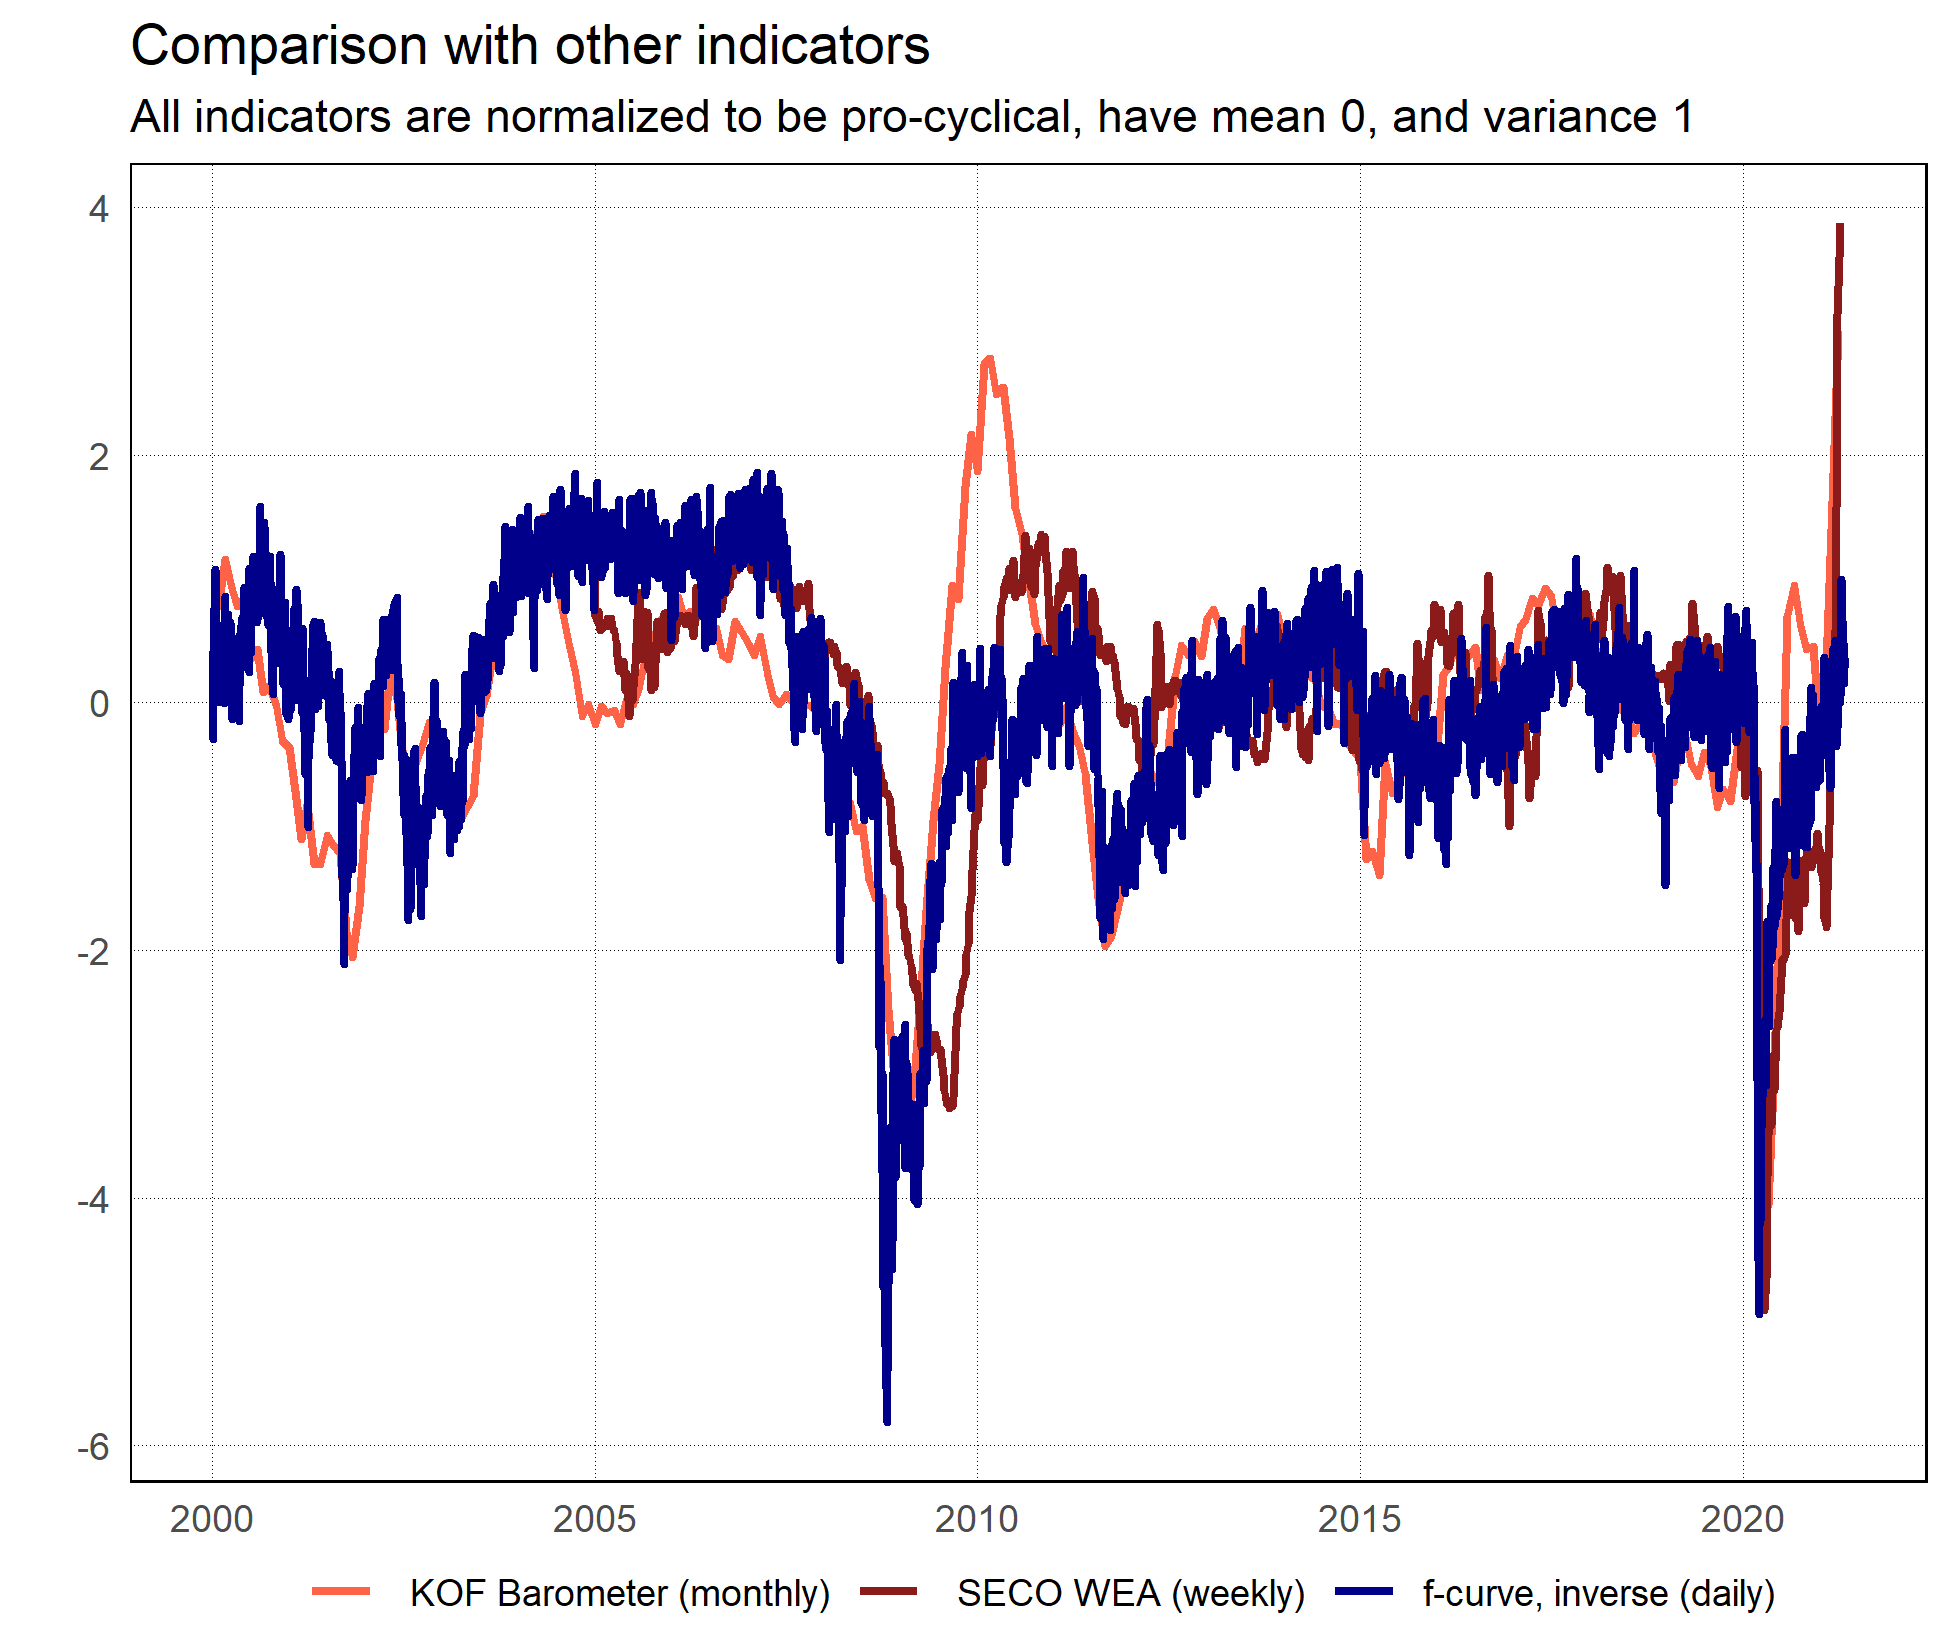 Comparison with other indicators
All indicators are normalized to be pro-cyclical, have mean 0, and variance 1
4
2
0
-2
-4
-6
2000 2005 2010 2015 2020
KOF Barometer (monthly) SECO WEA (weekly) f-curve, inverse (daily)